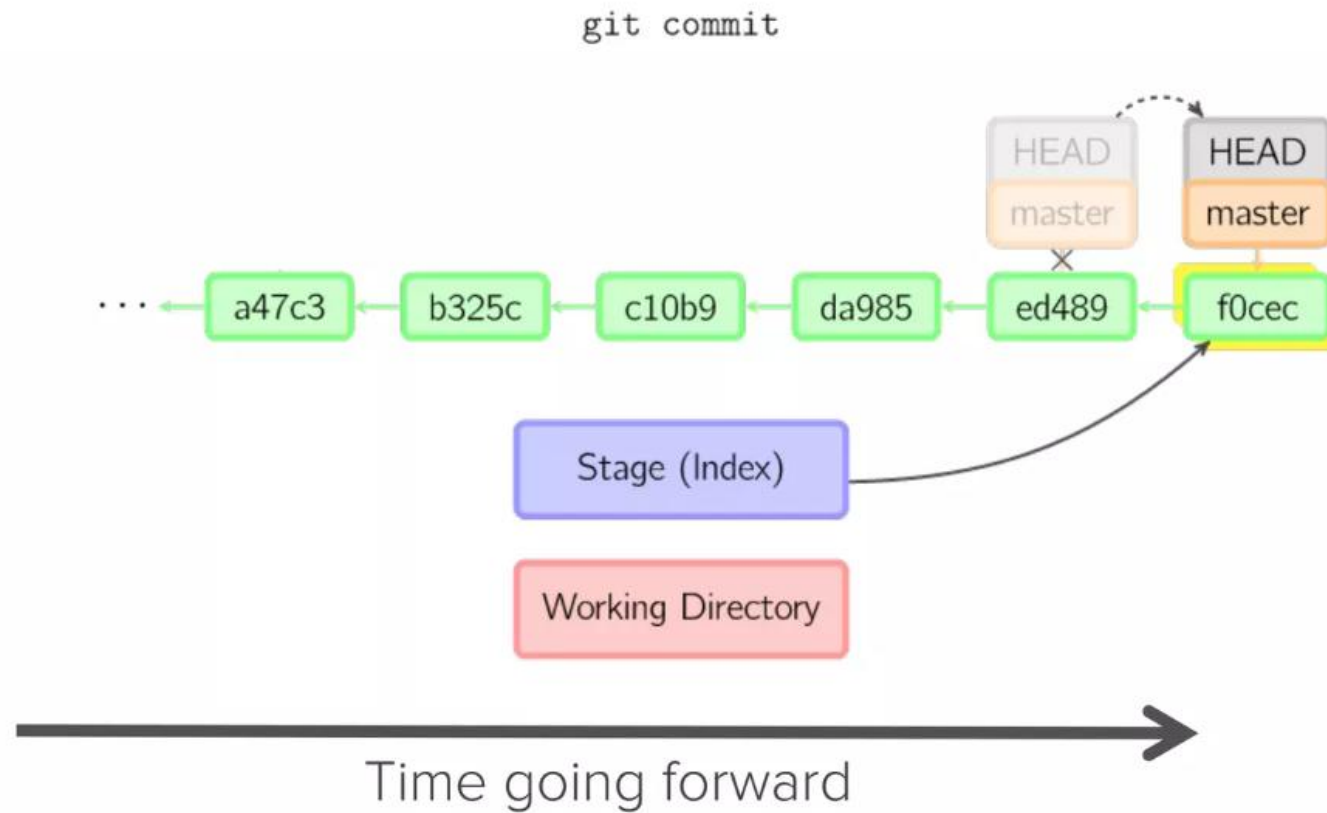 git commit
HEAD HEAD
master master
... a47c3 b325c c10b9 da985 ed489 f0cec
Stage (Index)
Working Directory
Time going forward